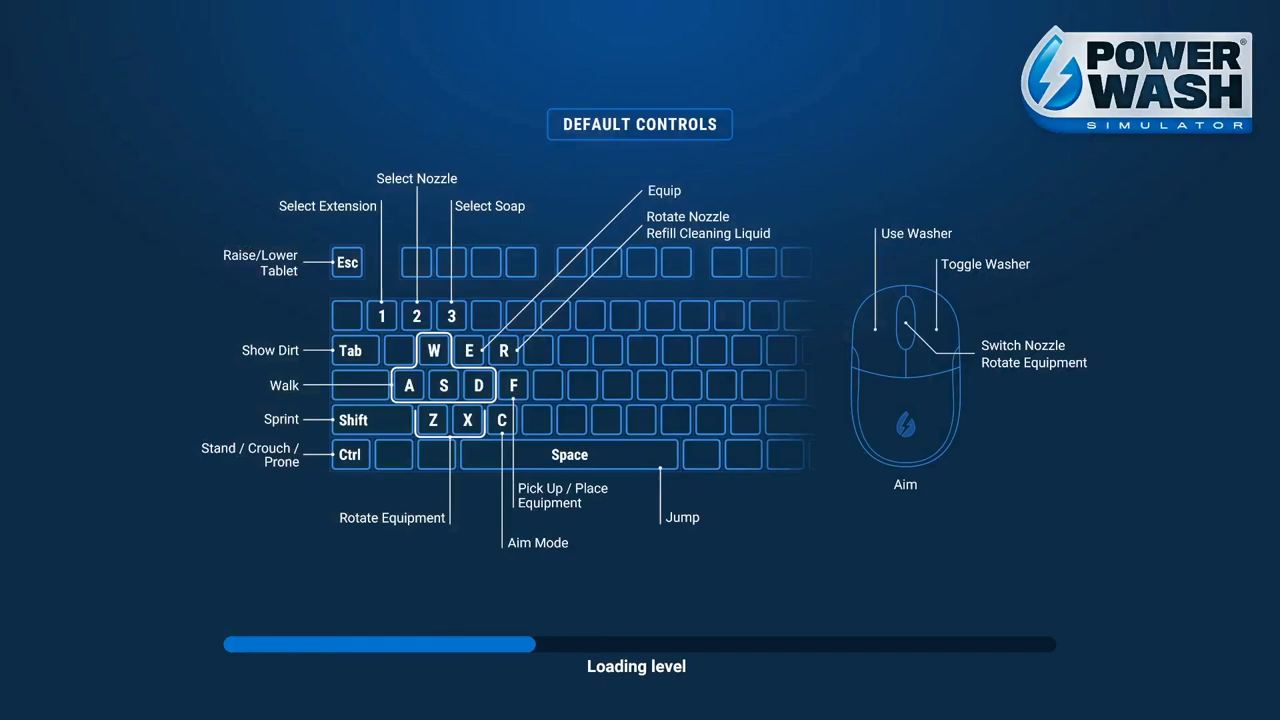 POWER
WASH
SIMULATOR
DEFAULT CONTROLS
Select Nozzle
Select Extension
Select Soap
Equip
Rotate Nozzle
Refill Cleaning Liquid
Raise/Lower
Tablet
Esc
1 2 3
Show Dirt
Tab W E R
Walk
A S D F
Sprint
Shift Z X C
Stand / Crouch /
Prone
Ctrl Space
Rotate Equipment
Pick Up / Place
Equipment
Aim Mode
Jump
Use Washer
Toggle Washer
Switch Nozzle
Rotate Equipment
Aim
Loading level